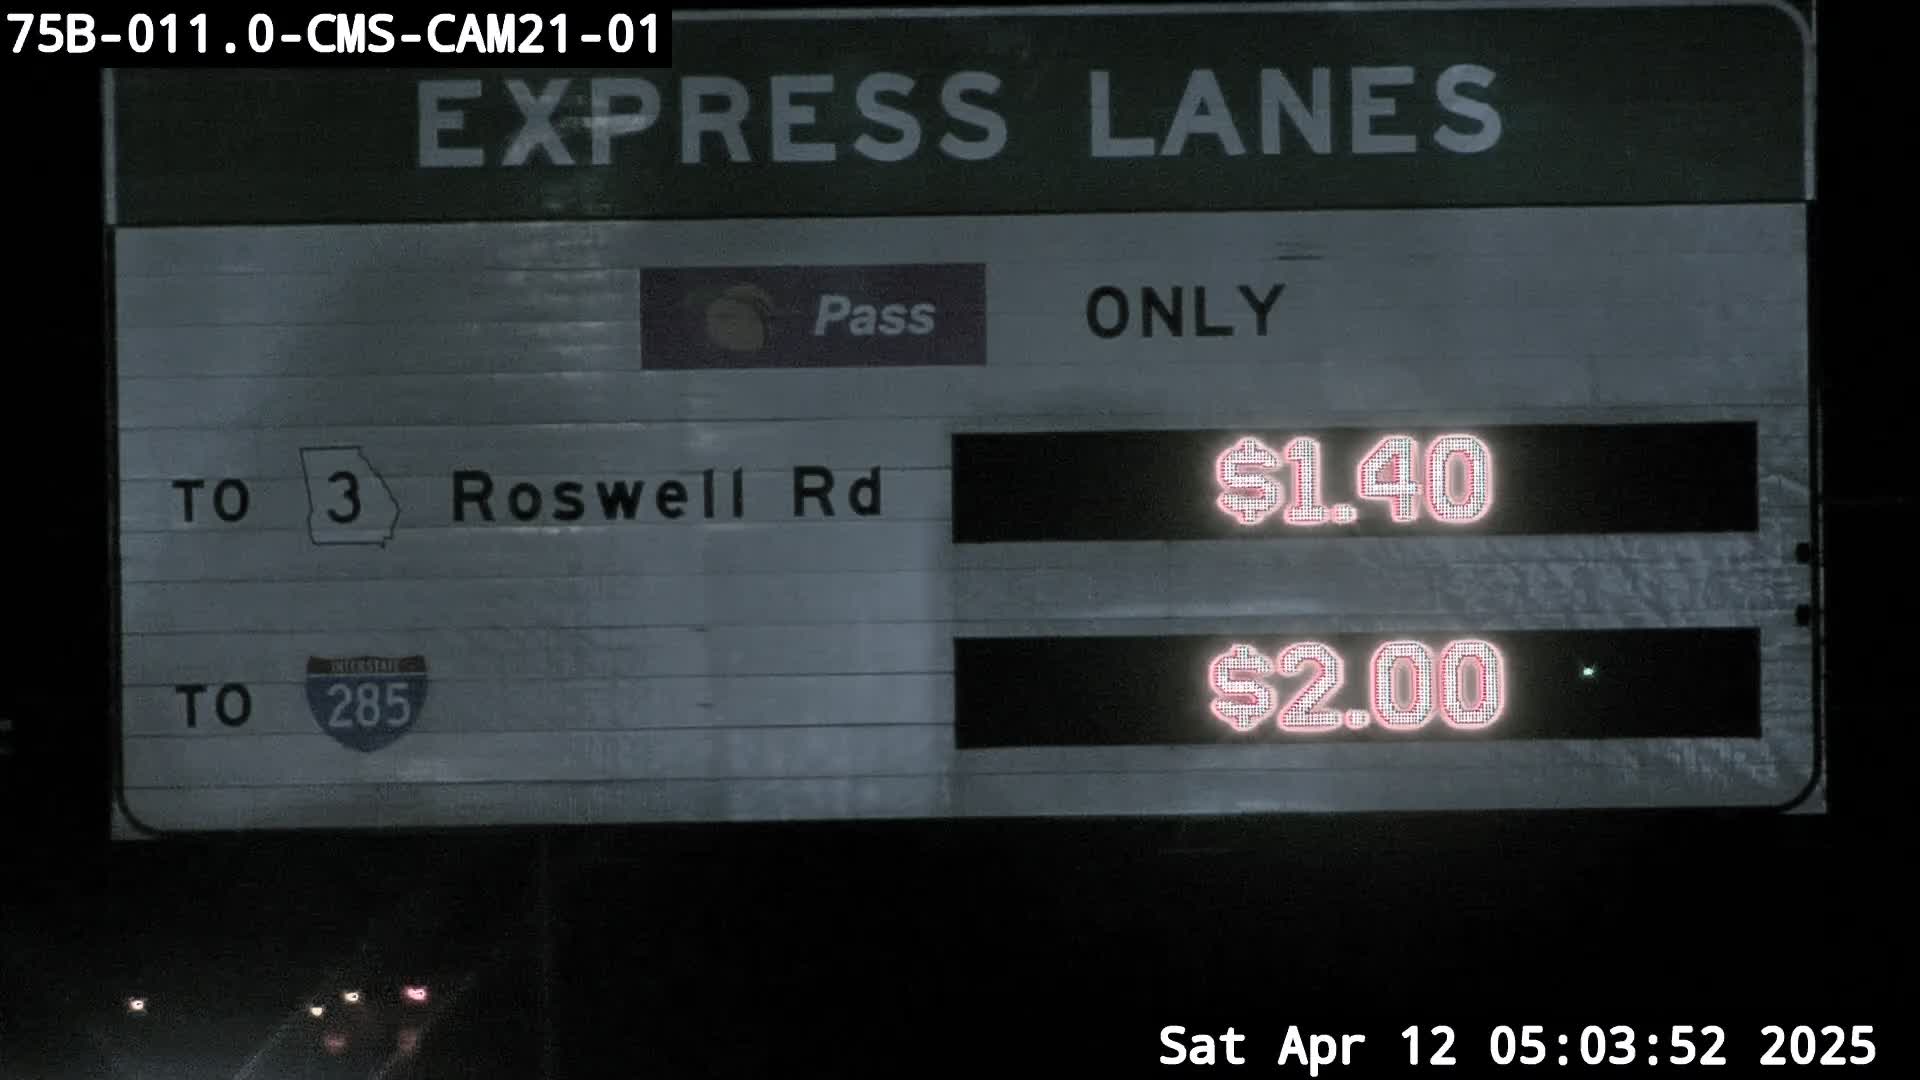 75B-011.0-CMS-CAM21-01
EXPRESS LANES
Pass ONLY
TO 3 Roswell Rd $1.40
INTERSTATE
TO 285 $2.00
Sat Apr 12 05:03:52 2025